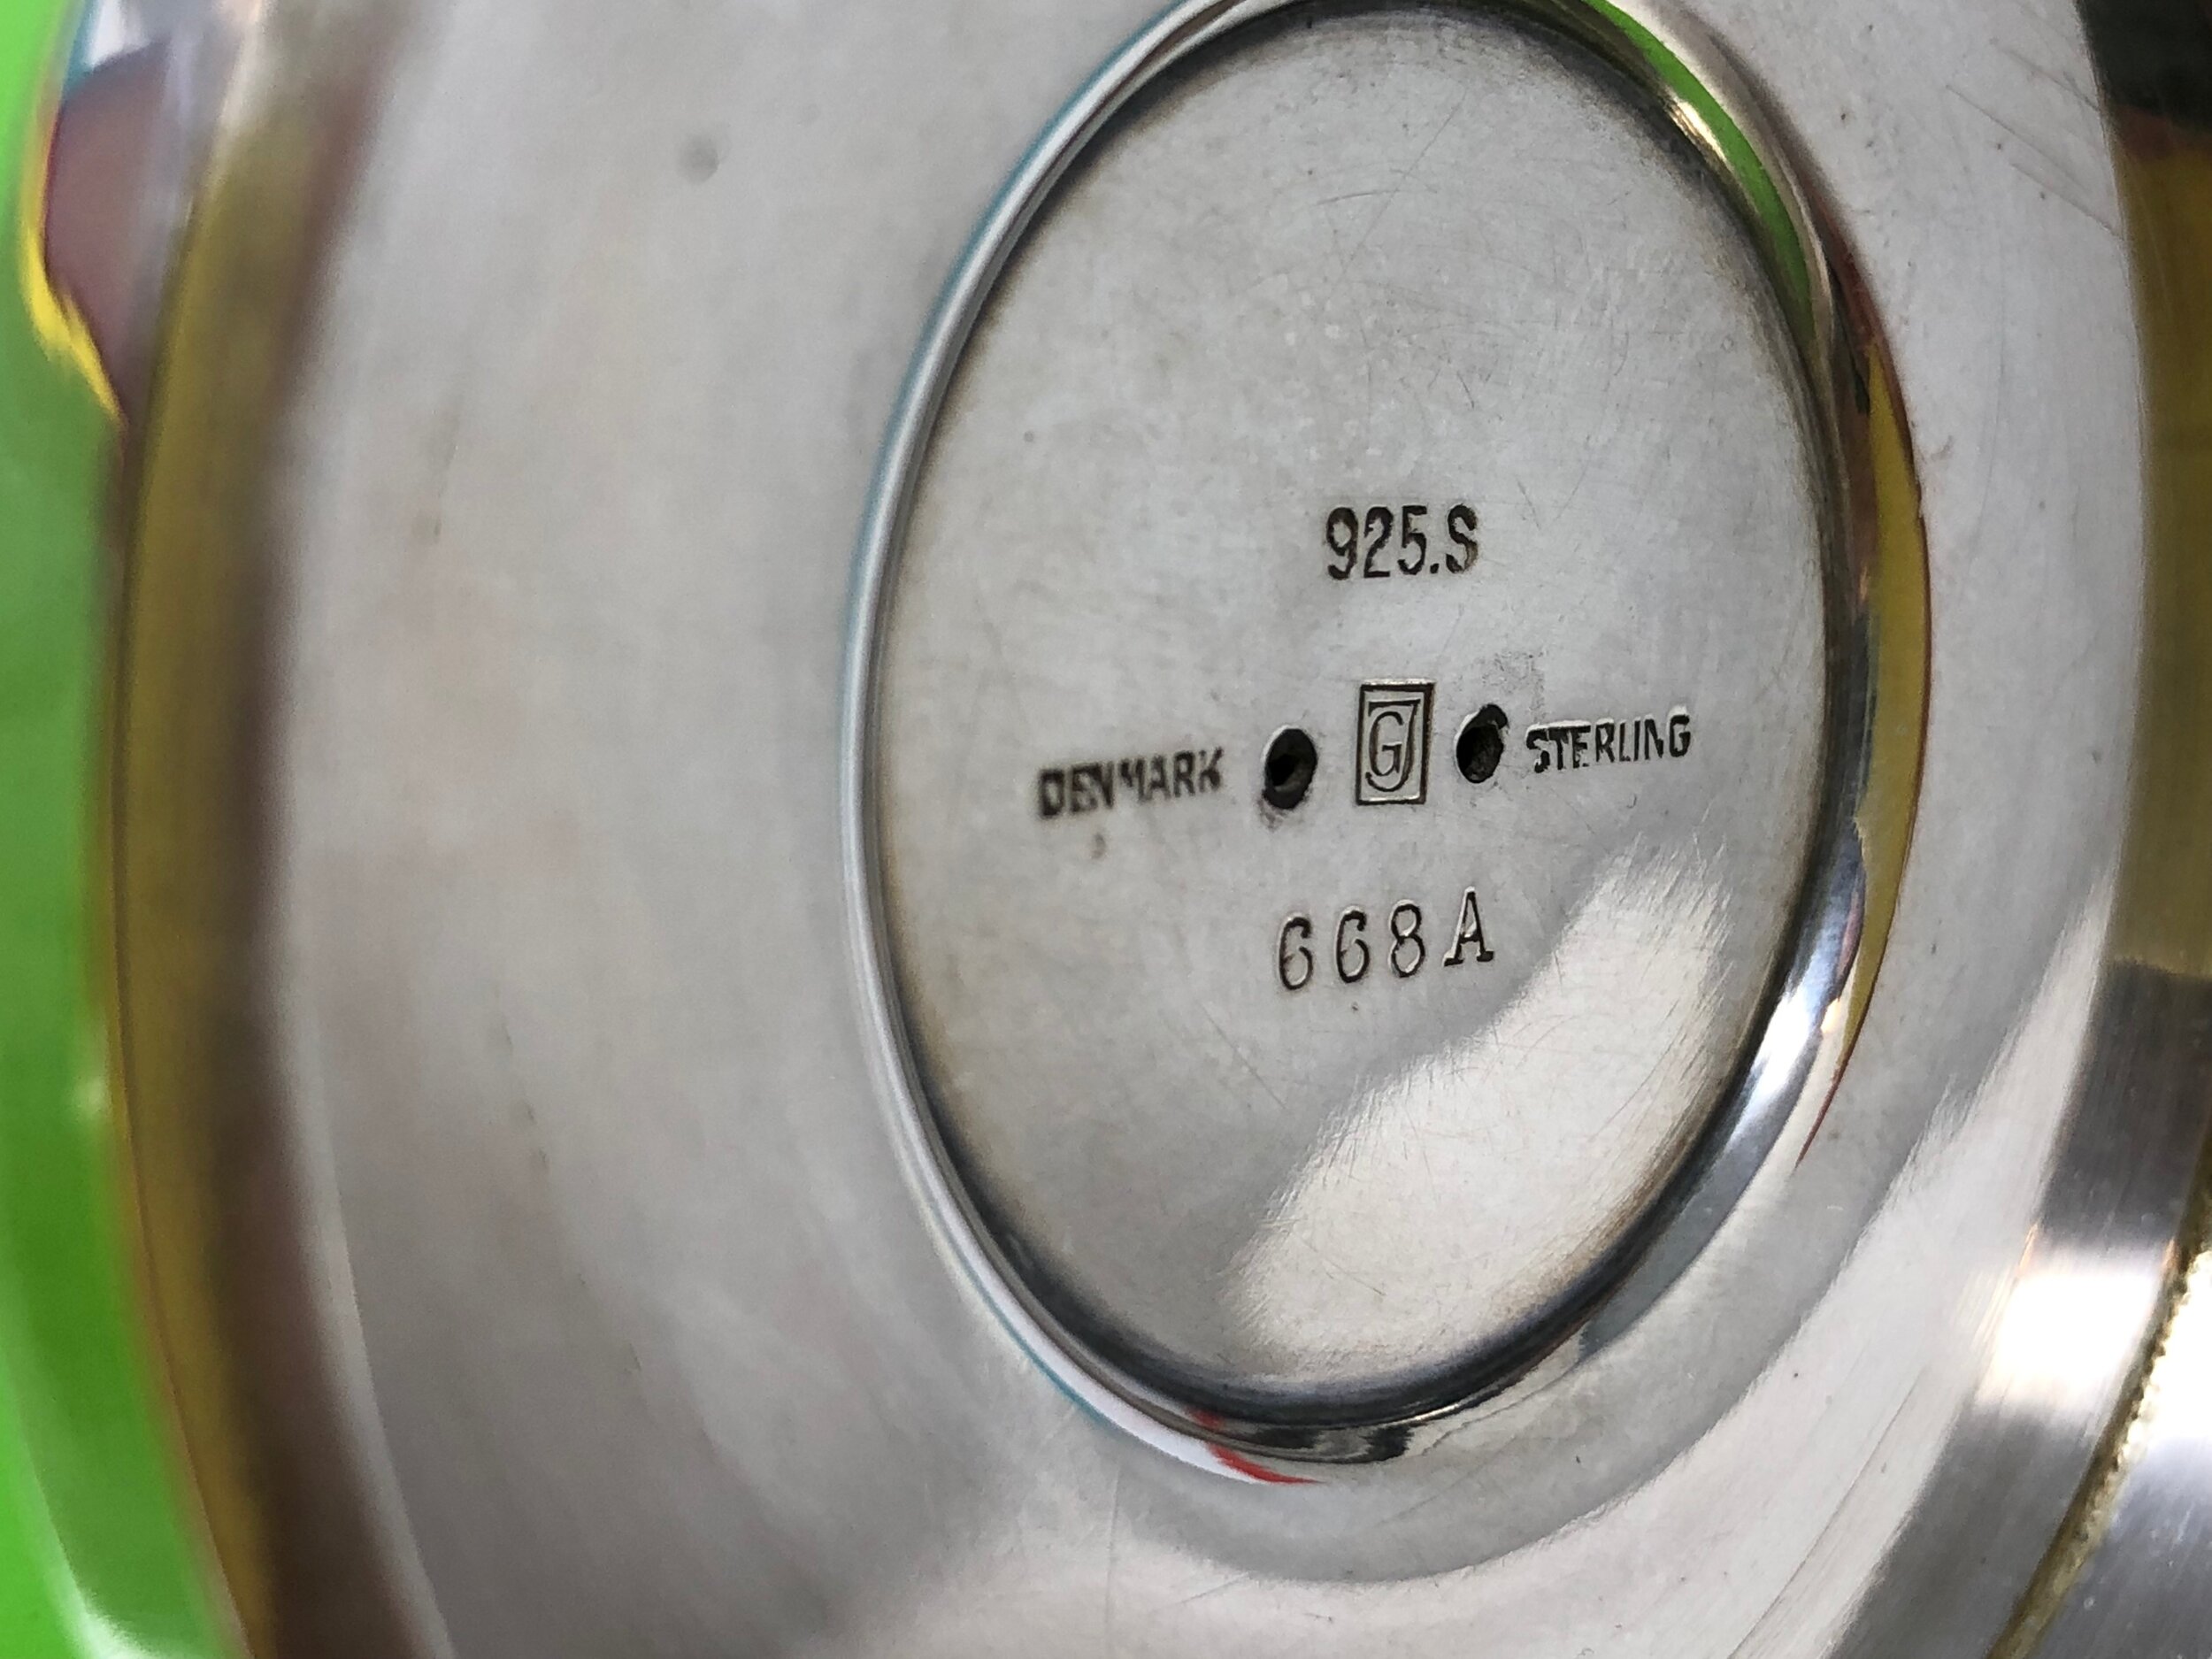 925.S
DENMARK GJ STERLING
668A